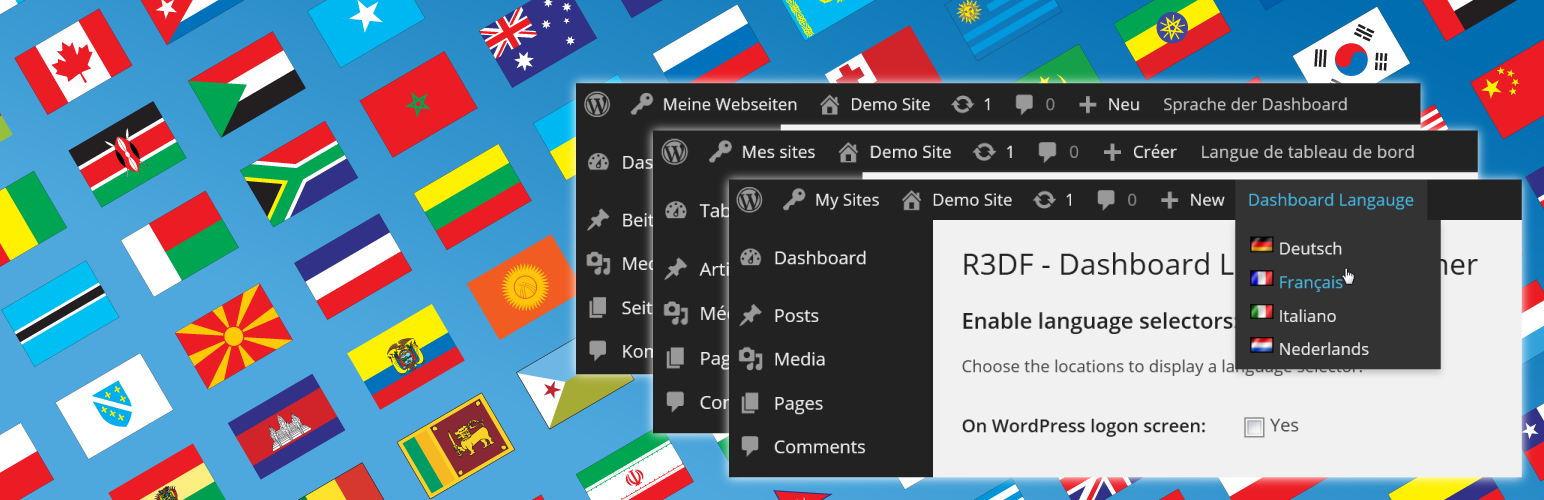 Meine Webseiten Demo Site 1 0 Neu Sprache der Dashboard
Das
Beit
Med
Seit
Kon
Mes sites Demo Site 1 0 Créer Langue de tableau de bord
Tab
Arti
Mé
Pag
Cor
My Sites Demo Site 1 0 New Dashboard Langauge
Dashboard
Posts
Media
Pages
Comments
Deutsch
Français
Italiano
Nederlands
R3DF - Dashboard L ner
Enable language selectors:
Choose the locations to display a language selector.
On WordPress logon screen: Yes